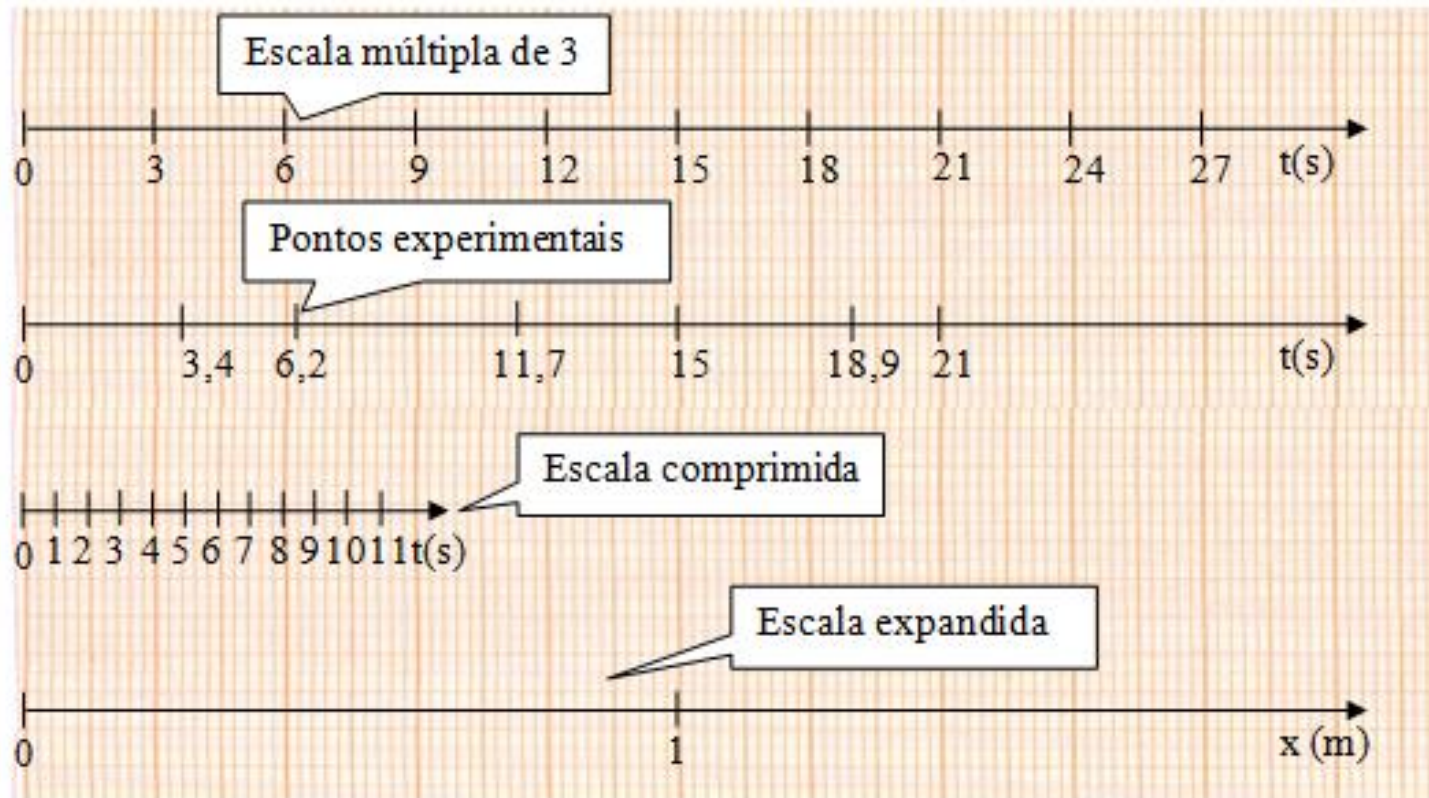 Escala múltipla de 3
0 3 6 9 12 15 18 21 24 27 t(s)
Pontos experimentais
0 3,4 6,2 11,7 15 18,9 21 t(s)
Escala comprimida
0 1 2 3 4 5 6 7 8 9 10 11 t(s)
Escala expandida
0 1 x (m)